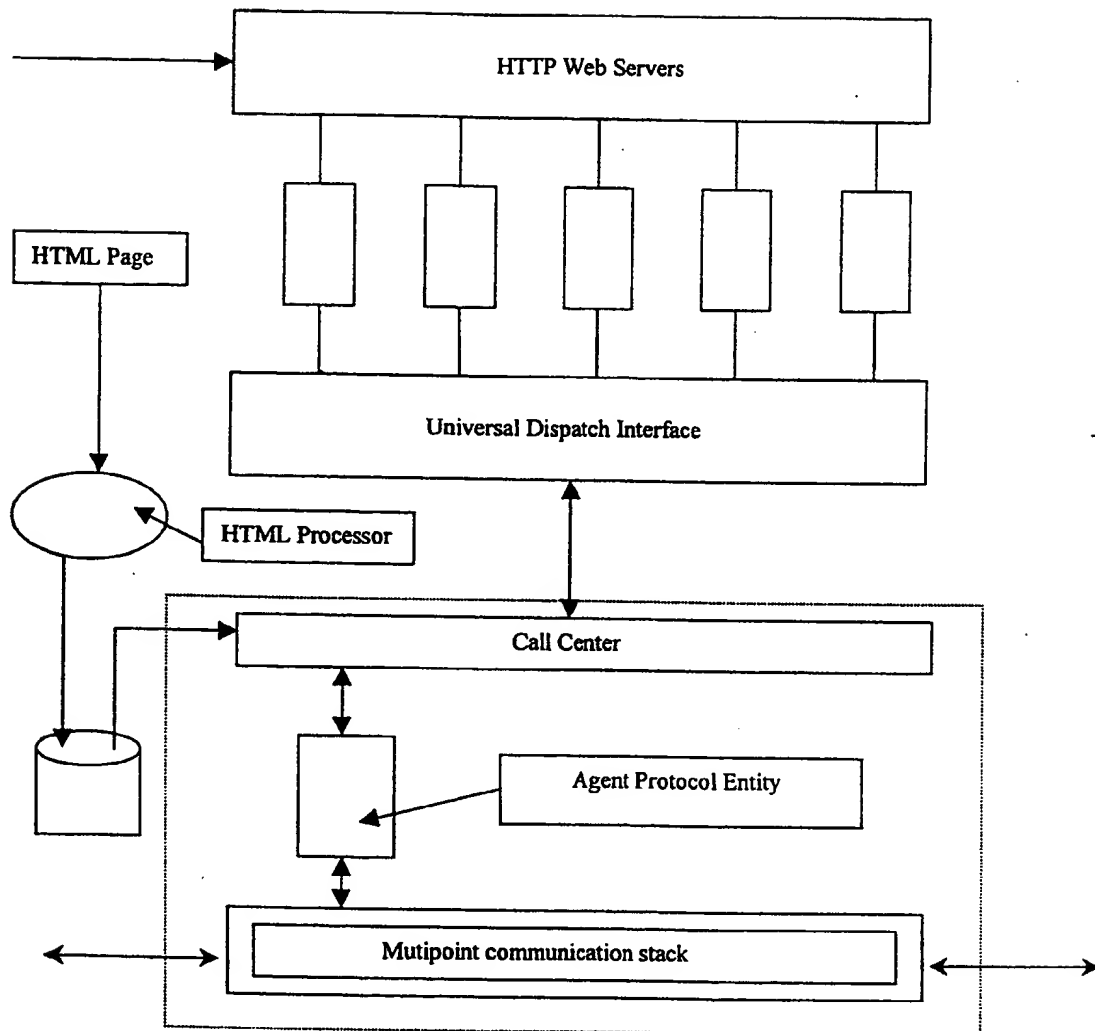 HTTP Web Servers
HTML Page
Universal Dispatch Interface
HTML Processor
Call Center
Agent Protocol Entity
Mutipoint communication stack